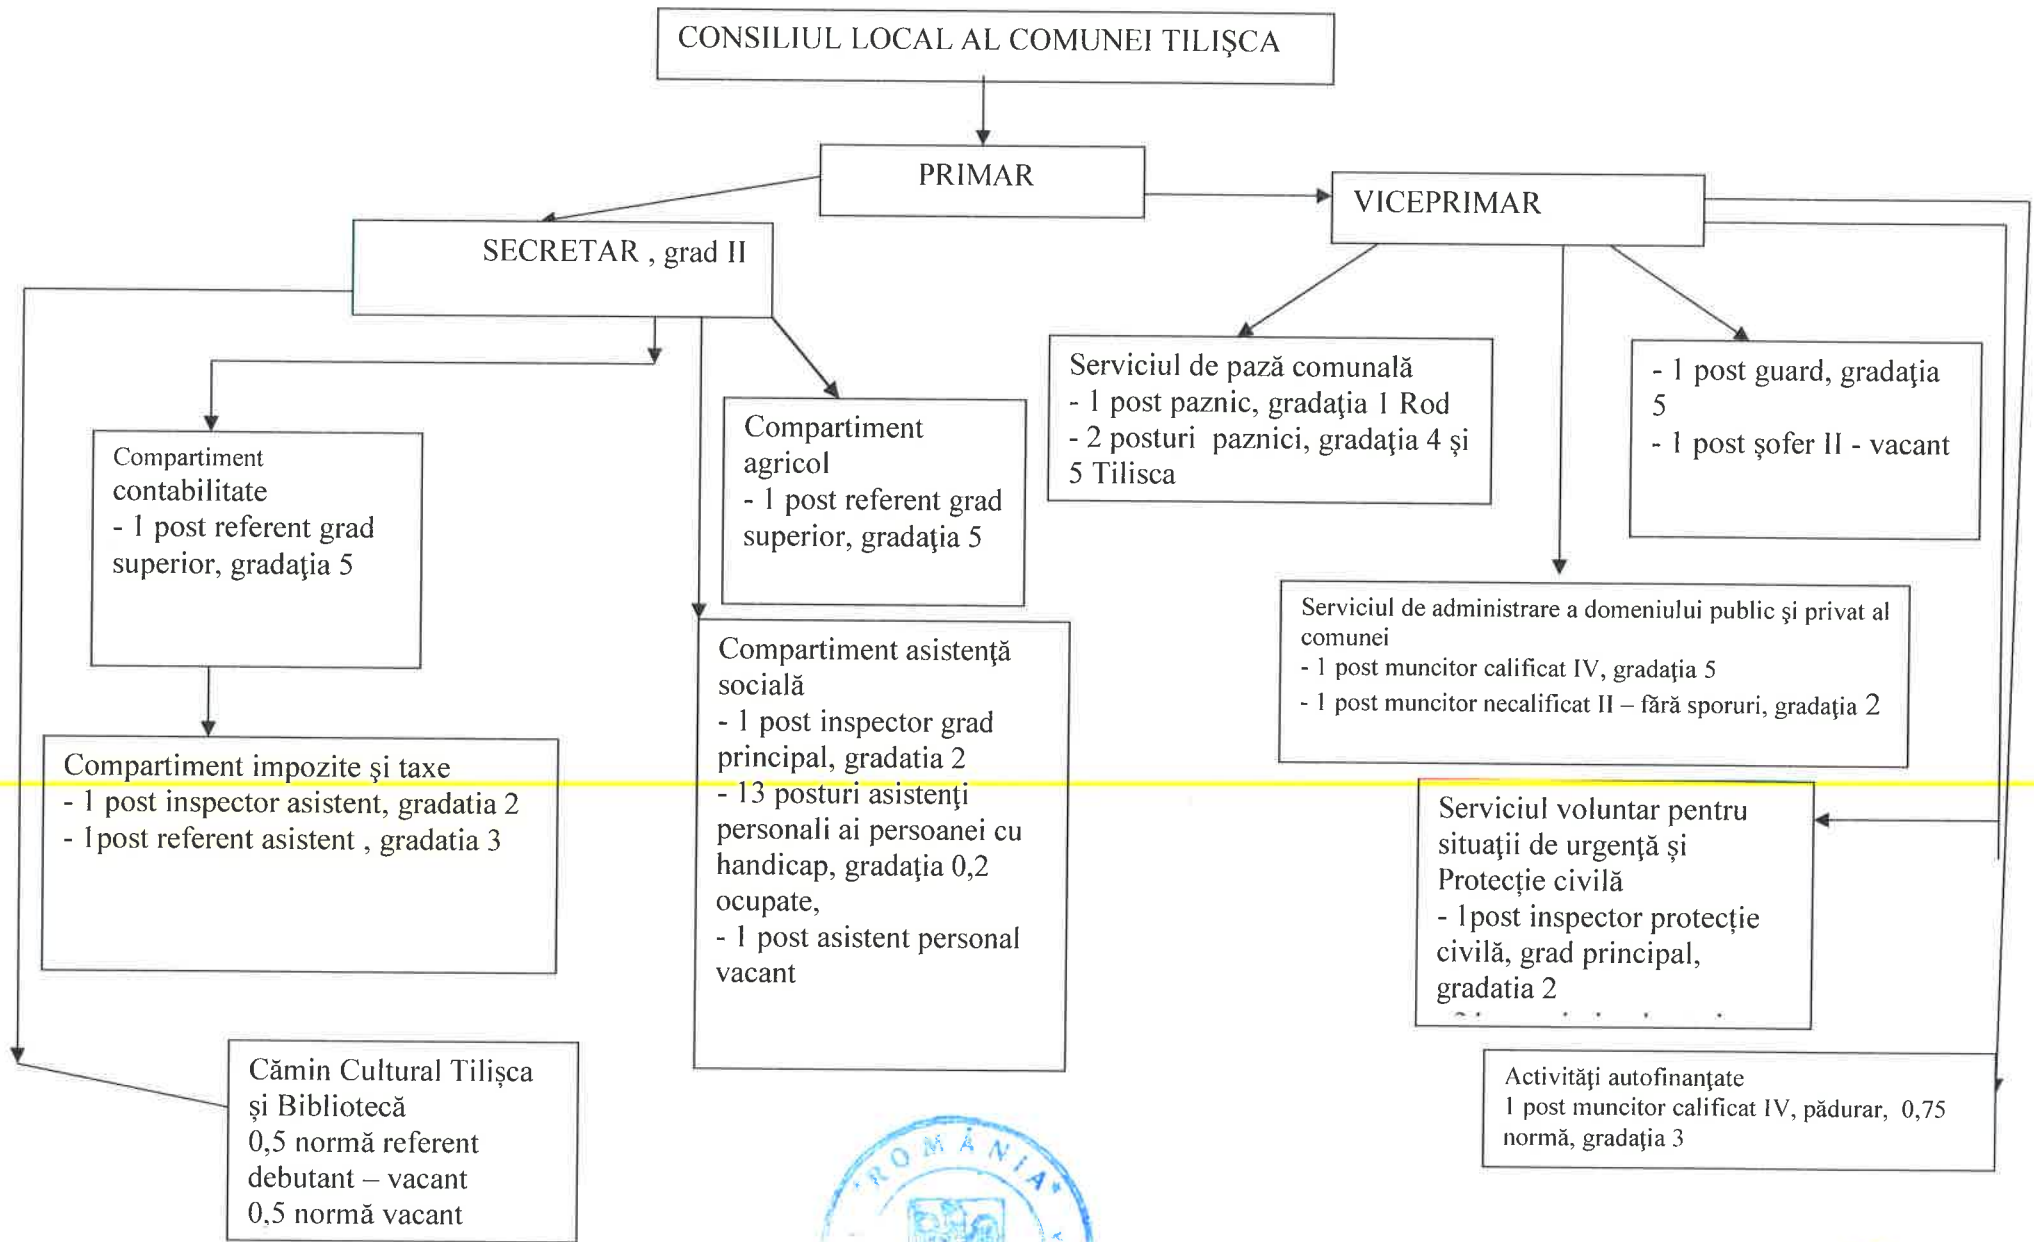 CONSILIUL LOCAL AL COMUNEI TILIŞCA
PRIMAR
VICEPRIMAR
SECRETAR , grad II
Serviciul de pază comunală
- 1 post paznic, gradaţia 1 Rod
- 2 posturi paznici, gradaţia 4 şi
5 Tilisca
- 1 post guard, gradaţia
5
- 1 post şofer II - vacant
Compartiment
contabilitate
- 1 post referent grad
superior, gradaţia 5
Compartiment
agricol
- 1 post referent grad
superior, gradaţia 5
Serviciul de administrare a domeniului public şi privat al
comunei
- 1 post muncitor calificat IV, gradaţia 5
- 1 post muncitor necalificat II – fără sporuri, gradaţia 2
Compartiment asistenţă
socială
- 1 post inspector grad
principal, gradatia 2
- 13 posturi asistenţi
personali ai persoanei cu
handicap, gradaţia 0,2
ocupate,
- 1 post asistent personal
vacant
Compartiment impozite şi taxe
- 1 post inspector asistent, gradatia 2
- 1post referent asistent , gradatia 3
Serviciul voluntar pentru
situaţii de urgenţă și
Protecție civilă
- 1post inspector protecție
civilă, grad principal,
gradatia 2
Cămin Cultural Tilișca
și Bibliotecă
0,5 normă referent
debutant – vacant
0,5 normă vacant
Activităţi autofinanţate
1 post muncitor calificat IV, pădurar, 0,75
normă, gradaţia 3
*ROMÂNIA*